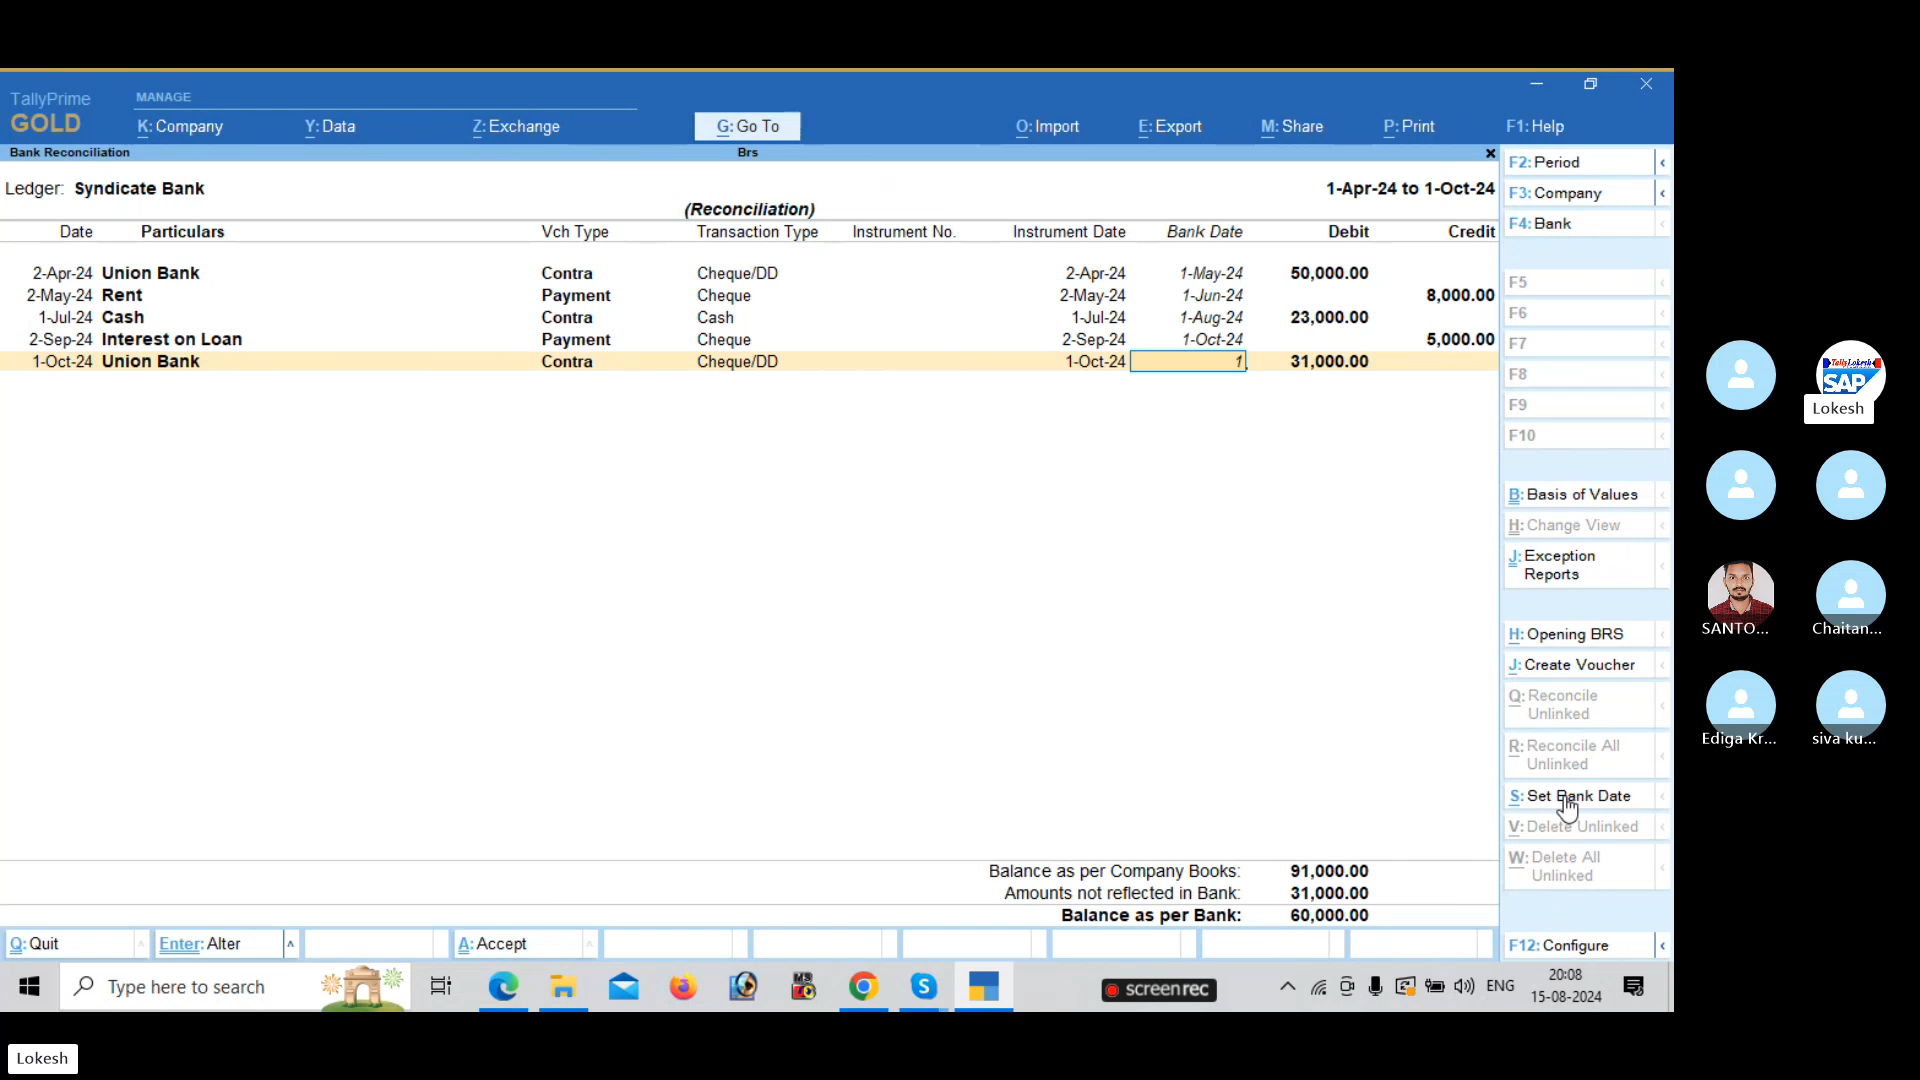 TallyPrime
GOLD
MANAGE
K: Company
Y: Data
Z: Exchange
G: Go To
O: Import
E: Export
M: Share
P: Print
F1: Help
Bank Reconciliation
Brs
Ledger: Syndicate Bank
1-Apr-24 to 1-Oct-24
(Reconciliation)
Date Particulars Vch Type Transaction Type Instrument No. Instrument Date Bank Date Debit Credit
2-Apr-24 Union Bank Contra Cheque/DD 2-Apr-24 1-May-24 50,000.00
2-May-24 Rent Payment Cheque 2-May-24 1-Jun-24 8,000.00
1-Jul-24 Cash Contra Cash 1-Jul-24 1-Aug-24 23,000.00
2-Sep-24 Interest on Loan Payment Cheque 2-Sep-24 1-Oct-24 5,000.00
1-Oct-24 Union Bank Contra Cheque/DD 1-Oct-24 1 31,000.00
Balance as per Company Books: 91,000.00
Amounts not reflected in Bank: 31,000.00
Balance as per Bank: 60,000.00
Q: Quit
Enter: Alter
A: Accept
F2: Period
F3: Company
F4: Bank
F5
F6
F7
F8
F9
F10
B: Basis of Values
H: Change View
J: Exception
Reports
H: Opening BRS
J: Create Voucher
Q: Reconcile
Unlinked
R: Reconcile All
Unlinked
S: Set Bank Date
V: Delete Unlinked
W: Delete All
Unlinked
F12: Configure
Type here to search
screenrec
ENG
20:08
15-08-2024
TallyLokesh
SAP
Lokesh
SANTO...
Chaitan...
Ediga Kr...
siva ku...
Lokesh